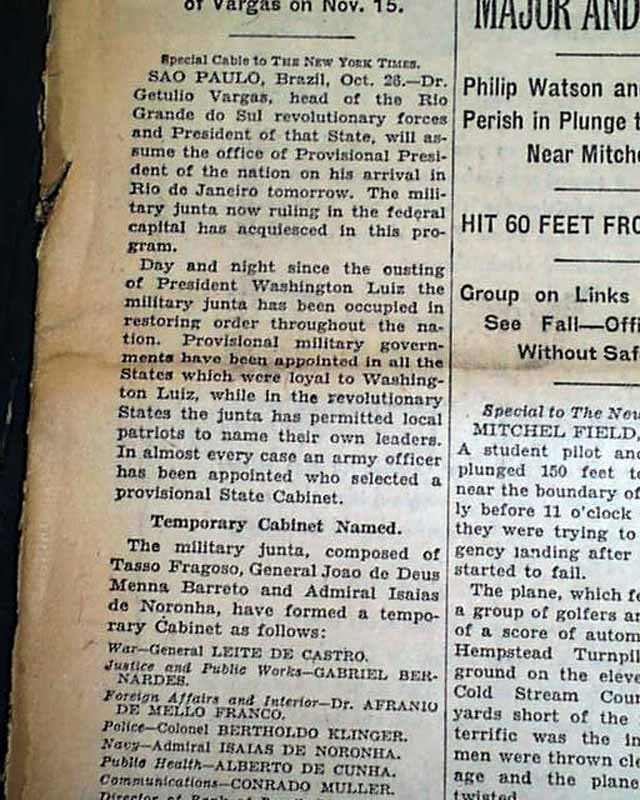 of Vargas on Nov. 15.
Special Cable to THE NEW YORK TIMES.
SAO PAULO, Brazil, Oct. 26.—Dr.
Getulio Vargas, head of the Rio
Grande do Sul revolutionary forces
and President of that State, will as-
sume the office of Provisional Presi-
dent of the nation on his arrival in
Rio de Janeiro tomorrow. The mili-
tary junta now ruling in the federal
capital has acquiesced in this pro-
gram.
Day and night since the ousting
of President Washington Luiz the
military junta has been occupied in
restoring order throughout the na-
tion. Provisional military govern-
ments have been appointed in all the
States which were loyal to Washing-
ton Luiz, while in the revolutionary
States the junta has permitted local
patriots to name their own leaders.
In almost every case an army officer
has been appointed who selected a
provisional State Cabinet.
Temporary Cabinet Named.
The military junta, composed of
Tasso Fragoso, General Joao de Deus
Menna Barreto and Admiral Isaias
de Noronha, have formed a tempo-
rary Cabinet as follows:
War—General LEITE DE CASTRO.
Justice and Public Works—GABRIEL BER-
NARDES.
Foreign Affairs and Interior—Dr. AFRANIO
DE MELLO FRANCO.
Police—Colonel BERTHOLDO KLINGER.
Navy—Admiral ISAIAS DE NORONHA.
Public Health—ALBERTO DE CUNHA.
Communications—CONRADO MULLER.
Director of Bank of
MAJOR AND
Philip Watson an
Perish in Plunge t
Near Mitche
HIT 60 FEET FRO
Group on Links
See Fall—Offi
Without Saf
Special to The New
MITCHEL FIELD,
A student pilot and
plunged 150 feet to
near the boundary of
ly before 11 o'clock
they were trying to
gency landing after
started to fail.
The plane, which fe
a group of golfers an
of a score of autom
Hempstead Turnpi
ground on the eleve
Cold Stream Coun
yards short of the
terrific was the im
men were thrown cle
age and the plane
twisted